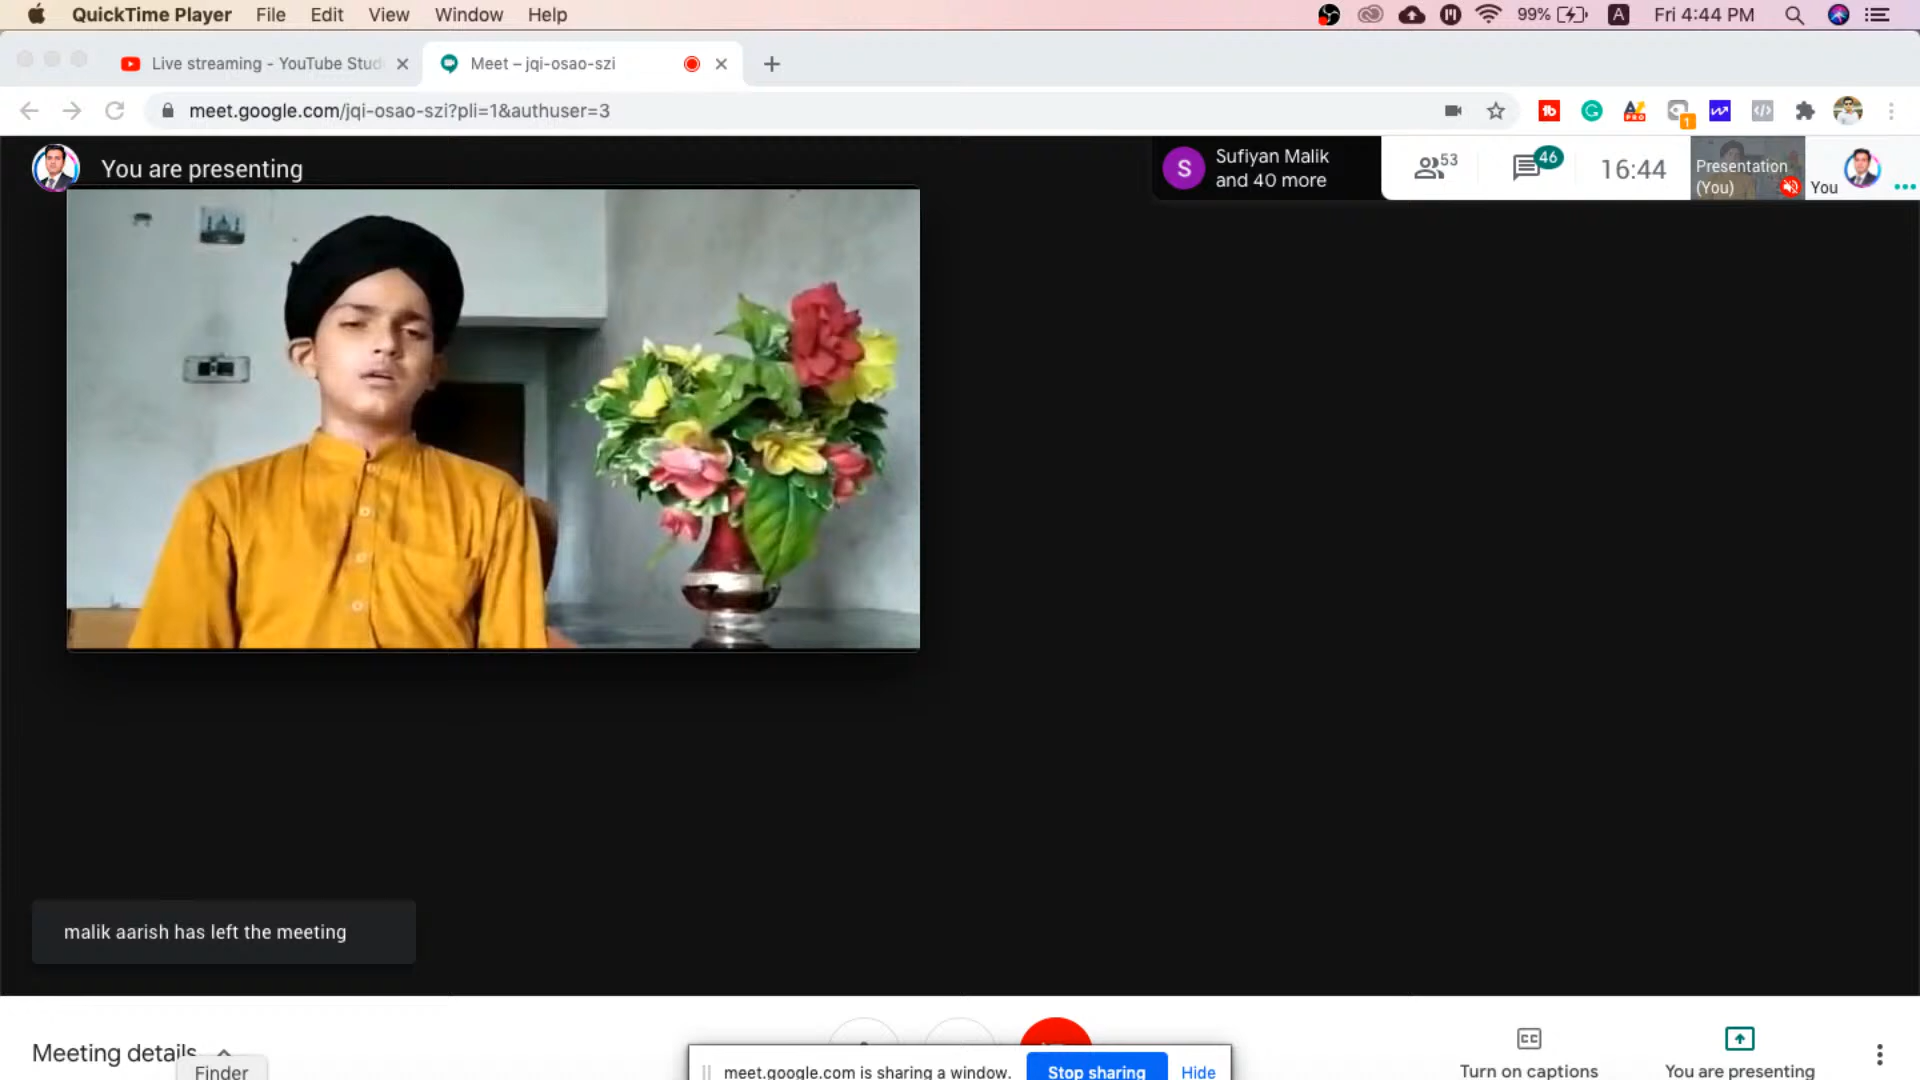 QuickTime Player File Edit View Window Help 99% A Fri 4:44 PM
Live streaming - YouTube Stud
Meet – jqi-osao-szi
meet.google.com/jqi-osao-szi?pli=1&authuser=3
PRO
1
You are presenting
S
Sufiyan Malik
and 40 more
53
46
16:44
Presentation
(You)
You
malik aarish has left the meeting
Meeting details
Finder
meet.google.com is sharing a window.
Stop sharing
Hide
CC
Turn on captions
You are presenting